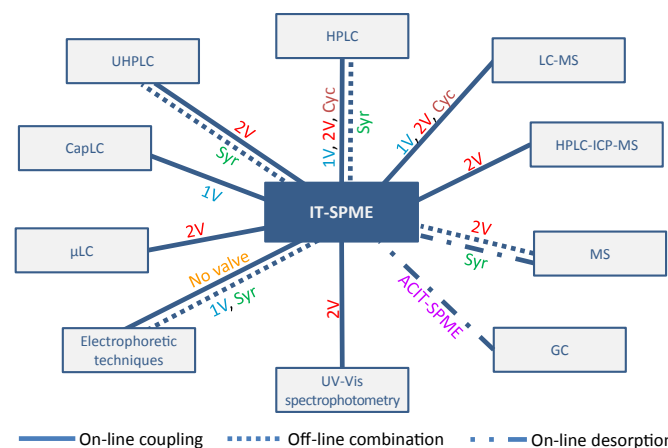 HPLC
UHPLC
LC-MS
2V
Syr
1V, 2V, Cyc
Syr
1V, 2V, Cyc
CapLC
HPLC-ICP-MS
2V
1V
IT-SPME
µLC
2V
2V
Syr
MS
No valve
1V, Syr
ACIT-SPME
2V
Electrophoretic
techniques
GC
UV-Vis
spectrophotometry
On-line coupling
Off-line combination
On-line desorption